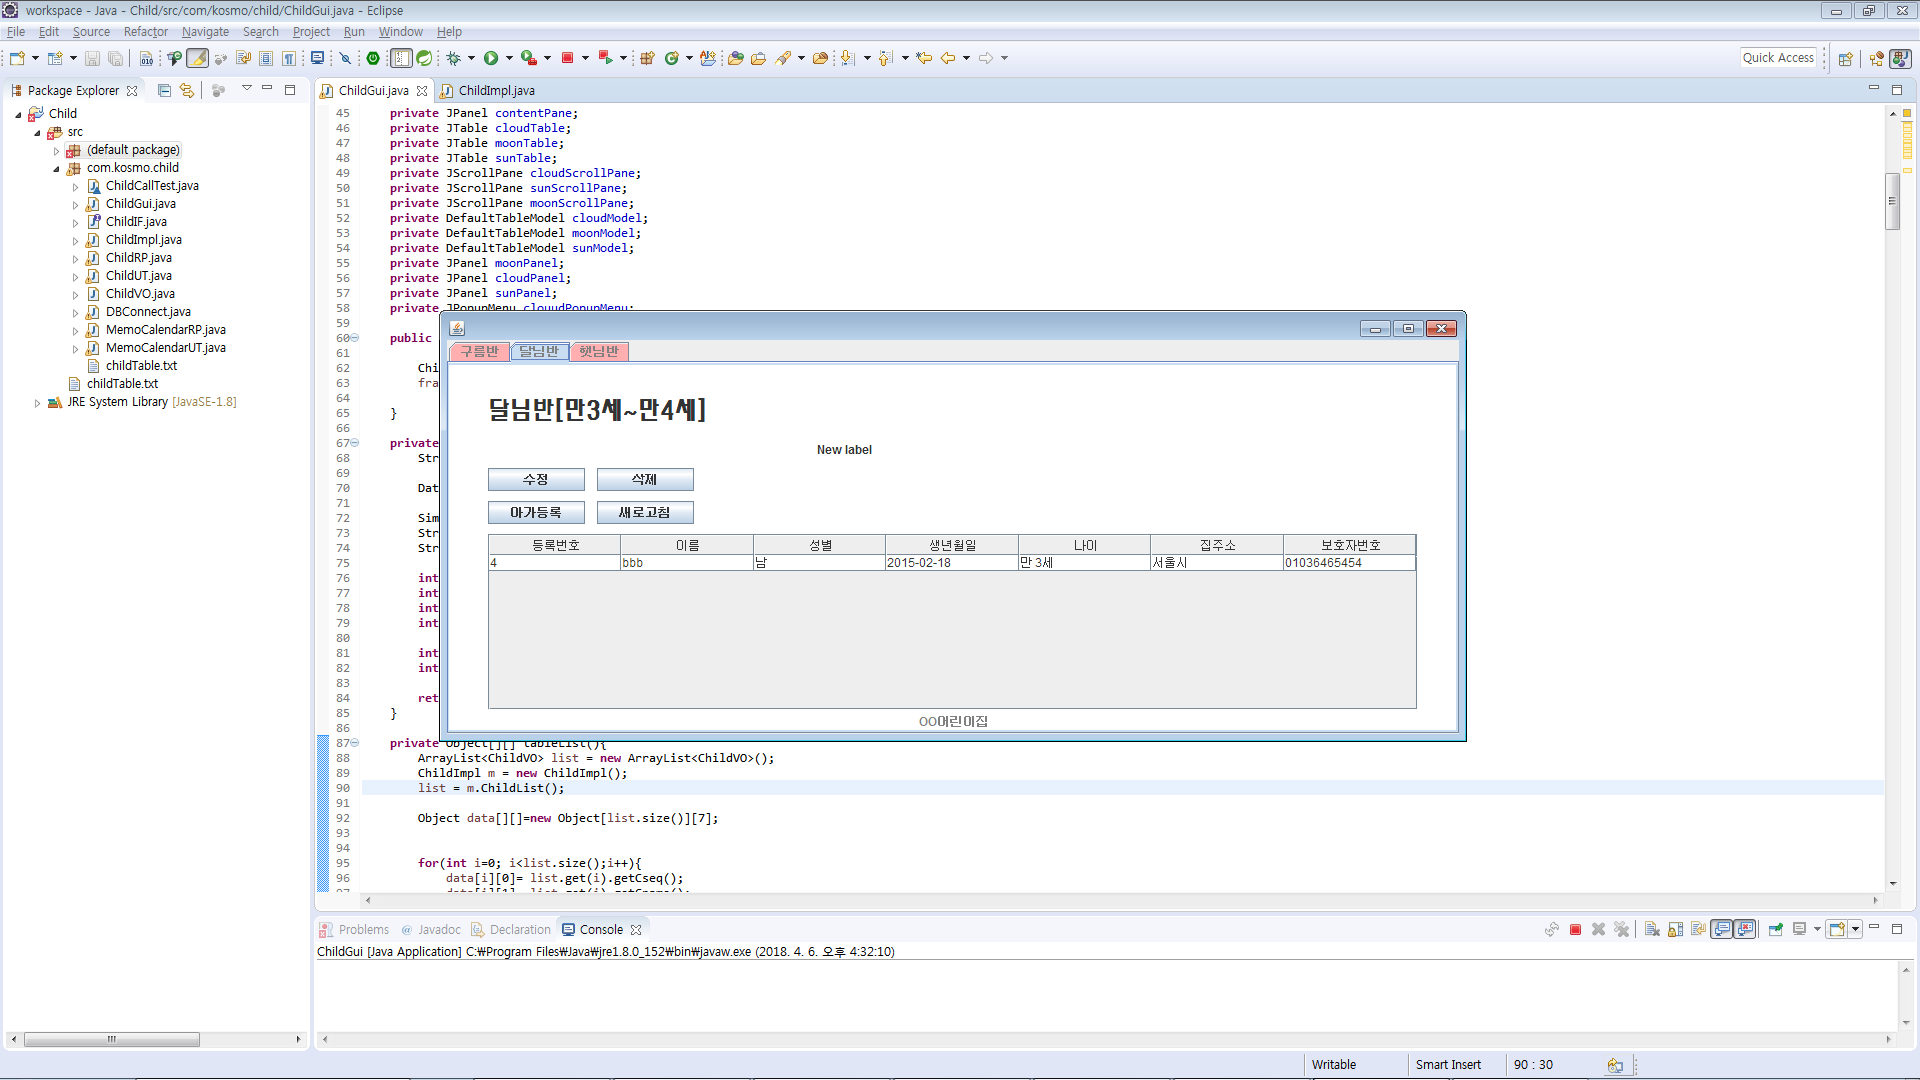 workspace - Java - Child/src/com/kosmo/child/ChildGui.java - Eclipse
File Edit Source Refactor Navigate Search Project Run Window Help
Quick Access
Package Explorer
Child
src
(default package)
com.kosmo.child
ChildCallTest.java
ChildGui.java
ChildIF.java
ChildImpl.java
ChildRP.java
ChildUT.java
ChildVO.java
DBConnect.java
MemoCalendarRP.java
MemoCalendarUT.java
childTable.txt
childTable.txt
JRE System Library [JavaSE-1.8]
ChildGui.java ChildImpl.java
45 private JPanel contentPane;
46 private JTable cloudTable;
47 private JTable moonTable;
48 private JTable sunTable;
49 private JScrollPane cloudScrollPane;
50 private JScrollPane sunScrollPane;
51 private JScrollPane moonScrollPane;
52 private DefaultTableModel cloudModel;
53 private DefaultTableModel moonModel;
54 private DefaultTableModel sunModel;
55 private JPanel moonPanel;
56 private JPanel cloudPanel;
57 private JPanel sunPanel;
58 private JPopupMenu clouudPopupMenu;
59
60 public
61
62 Chi
63 fra
64
65 }
66
67 private
68 Str
69
70 Dat
71
72 Sim
73 Str
74 Str
75
76 int
77 int
78 int
79 int
80
81 int
82 int
83
84 ret
85 }
86
87 private Object[][] tableList(){
88 ArrayList<ChildVO> list = new ArrayList<ChildVO>();
89 ChildImpl m = new ChildImpl();
90 list = m.ChildList();
91
92 Object data[][]=new Object[list.size()][7];
93
94
95 for(int i=0; i<list.size();i++){
96 data[i][0]= list.get(i).getCseq();
구름반 달님반 햇님반
달님반[만3세~만4세]
New label
수정 삭제
아가등록 새로고침
등록번호 이름 성별 생년월일 나이 집주소 보호자번호
4 bbb 남 2015-02-18 만 3세 서울시 01036465454
OO어린이집
Problems @ Javadoc Declaration Console
ChildGui [Java Application] C:₩Program Files₩Java₩jre1.8.0_152₩bin₩javaw.exe (2018. 4. 6. 오후 4:32:10)
Writable Smart Insert 90 : 30